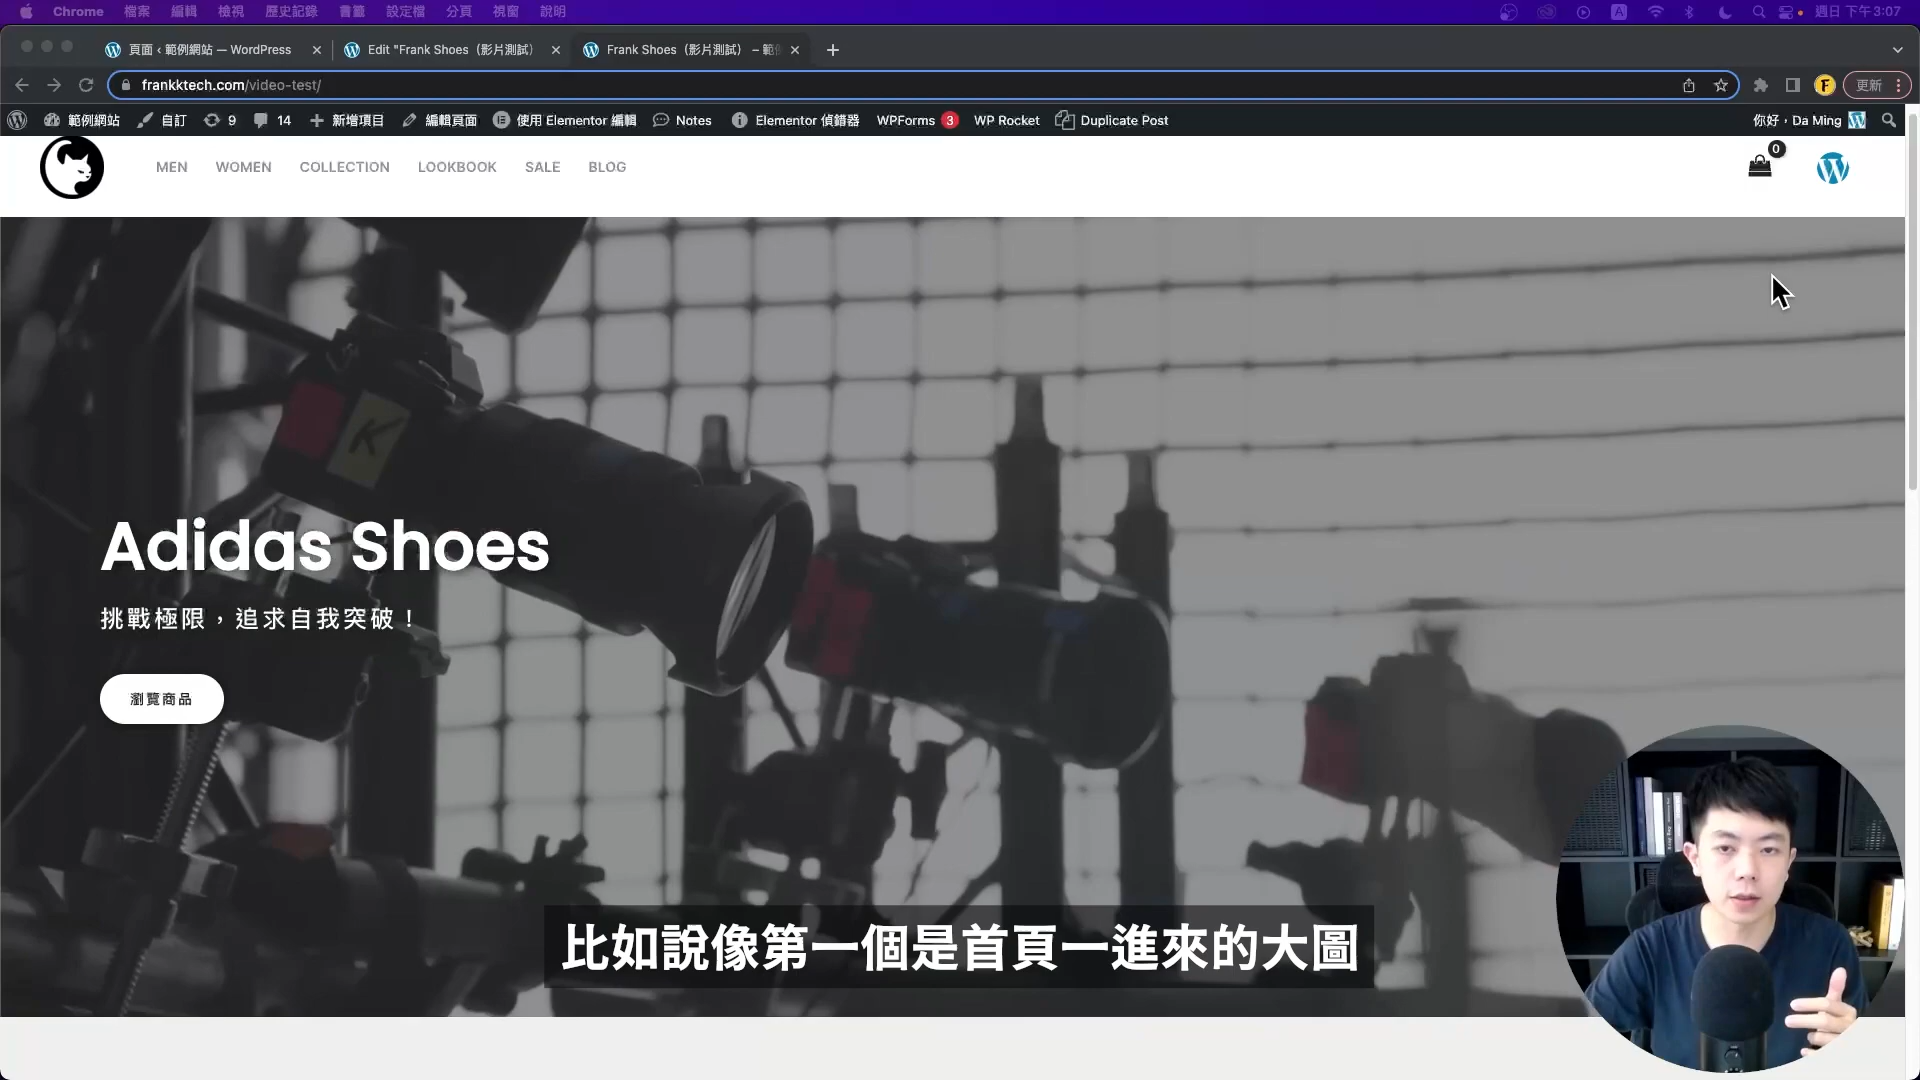 Chrome 檔案 編輯 檢視 歷史記錄 書籤 設定檔 分頁 視窗 說明 A 週日 下午3:07
頁面 ‹ 範例網站 — WordPress Edit "Frank Shoes（影片測試） Frank Shoes（影片測試） – 範
frankktech.com/video-test/ F 更新
範例網站 自訂 9 14 新增項目 編輯頁面 使用 Elementor 編輯 Notes Elementor 偵錯器 WPForms 3 WP Rocket Duplicate Post 你好，Da Ming
MEN WOMEN COLLECTION LOOKBOOK SALE BLOG 0
K
Adidas Shoes
挑戰極限，追求自我突破！
瀏覽商品
比如說像第一個是首頁一進來的大圖